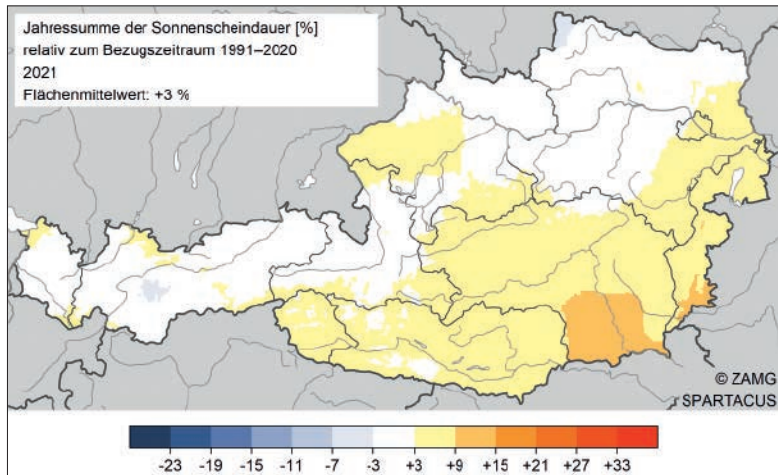 Jahressumme der Sonnenscheindauer [%]
relativ zum Bezugszeitraum 1991–2020
2021
Flächenmittelwert: +3 %
© ZAMG
SPARTACUS
-23 -19 -15 -11 -7 -3 +3 +9 +15 +21 +27 +33